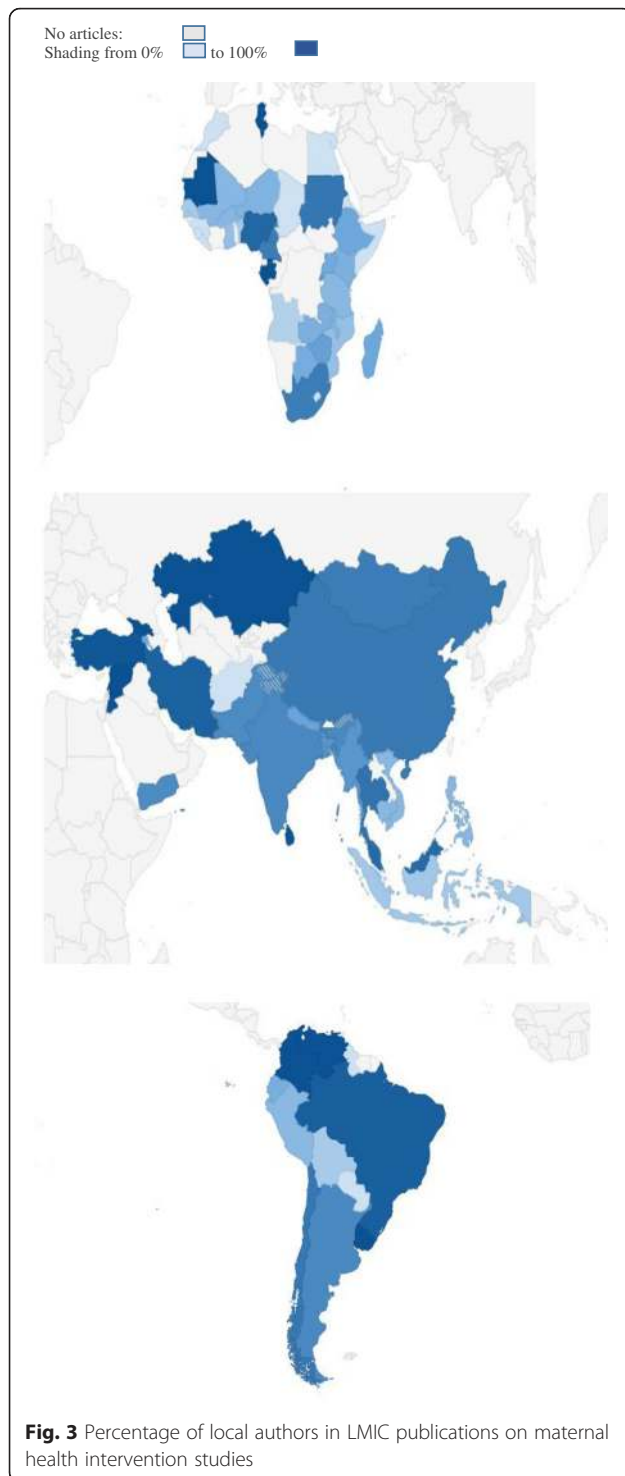 No articles:
Shading from 0% to 100%
Fig. 3 Percentage of local authors in LMIC publications on maternal
health intervention studies